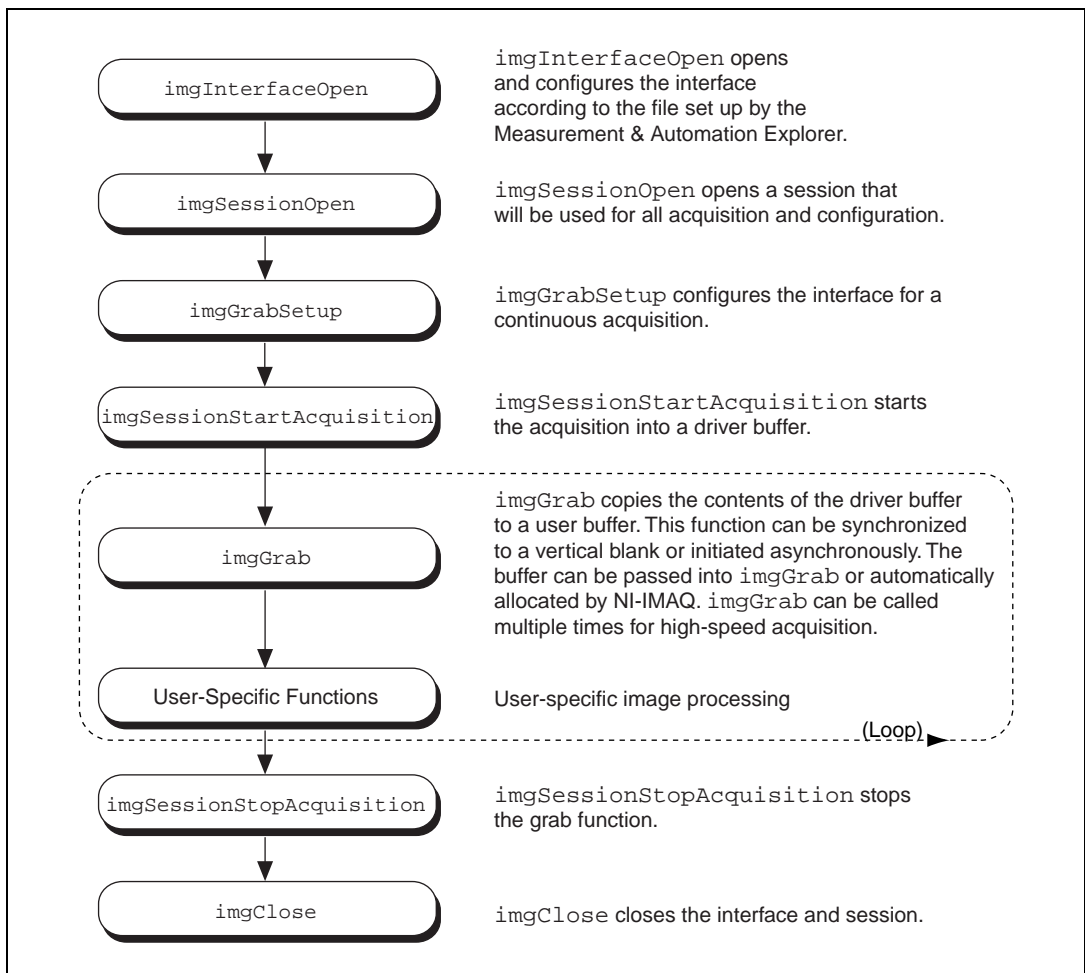 imgInterfaceOpen
imgInterfaceOpen opens
and configures the interface
according to the file set up by the
Measurement & Automation Explorer.
imgSessionOpen
imgSessionOpen opens a session that
will be used for all acquisition and configuration.
imgGrabSetup
imgGrabSetup configures the interface for a
continuous acquisition.
imgSessionStartAcquisition
imgSessionStartAcquisition starts
the acquisition into a driver buffer.
imgGrab
imgGrab copies the contents of the driver buffer
to a user buffer. This function can be synchronized
to a vertical blank or initiated asynchronously. The
buffer can be passed into imgGrab or automatically
allocated by NI-IMAQ. imgGrab can be called
multiple times for high-speed acquisition.
User-Specific Functions
User-specific image processing
(Loop)
imgSessionStopAcquisition
imgSessionStopAcquisition stops
the grab function.
imgClose
imgClose closes the interface and session.